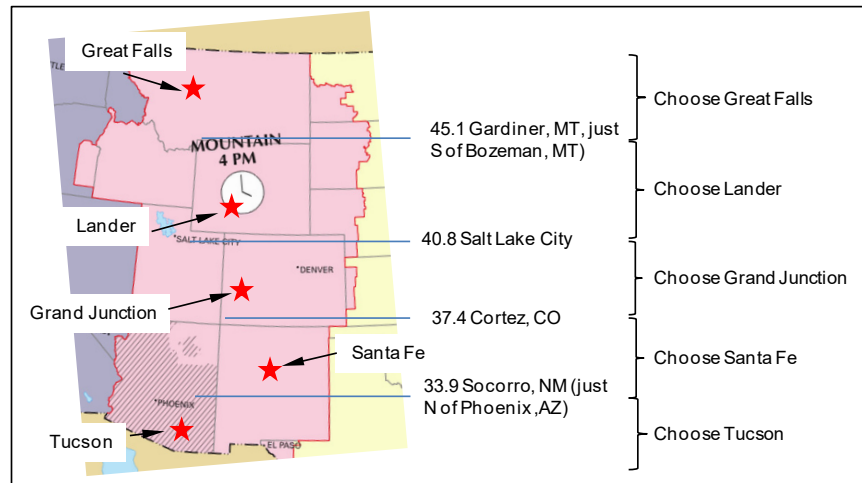 Great Falls
TLE
Choose Great Falls
45.1 Gardiner, MT, just
S of Bozeman, MT)
MOUNTAIN
4 PM
Choose Lander
Lander
SALT LAKE CITY
40.8 Salt Lake City
DENVER
Choose Grand Junction
Grand Junction
37.4 Cortez, CO
Santa Fe
Choose Santa Fe
33.9 Socorro, NM (just
N of Phoenix ,AZ)
PHOENIX
Tucson
EL PASO
Choose Tucson